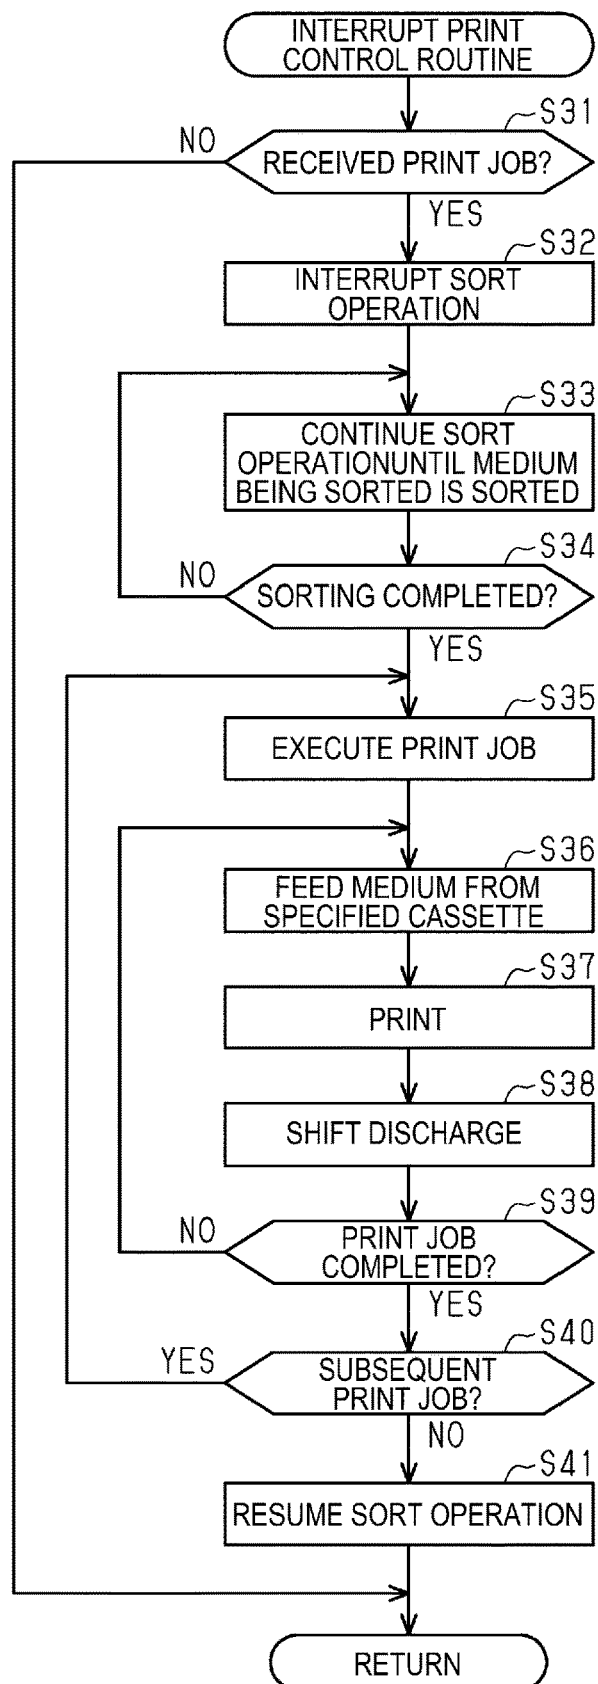 INTERRUPT PRINT
CONTROL ROUTINE
S31
NO
RECEIVED PRINT JOB?
YES
S32
INTERRUPT SORT
OPERATION
S33
CONTINUE SORT
OPERATIONUNTIL MEDIUM
BEING SORTED IS SORTED
S34
NO
SORTING COMPLETED?
YES
S35
EXECUTE PRINT JOB
S36
FEED MEDIUM FROM
SPECIFIED CASSETTE
S37
PRINT
S38
SHIFT DISCHARGE
S39
NO
PRINT JOB
COMPLETED?
YES
S40
YES
SUBSEQUENT
PRINT JOB?
NO
S41
RESUME SORT OPERATION
RETURN